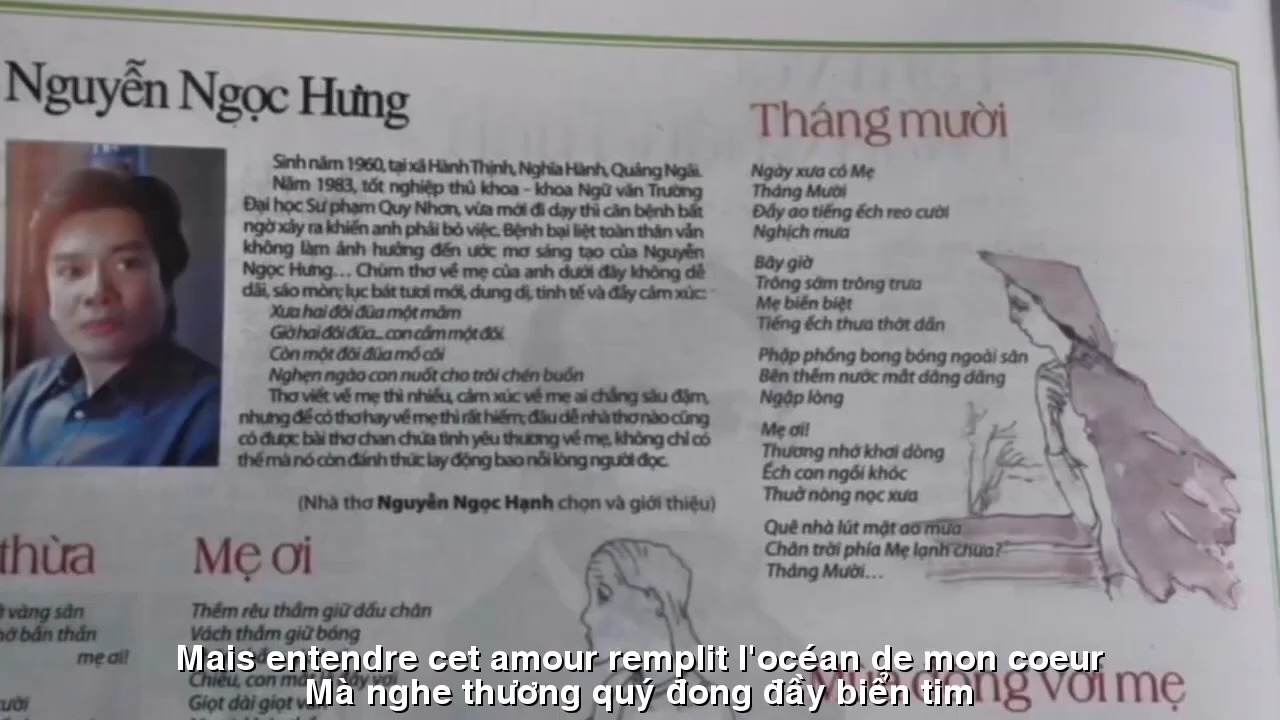 Nguyễn Ngọc Hưng
Sinh năm 1960, tại xã Hành Thịnh, Nghĩa Hành, Quảng Ngãi.
Năm 1983, tốt nghiệp thủ khoa - khoa Ngữ văn Trường
Đại học Sư phạm Quy Nhơn, vừa mới đi dạy thì căn bệnh bất
ngờ xảy ra khiến anh phải bỏ việc. Bệnh bại liệt toàn thân vẫn
không làm ảnh hưởng đến ước mơ sáng tạo của Nguyễn
Ngọc Hưng... Chùm thơ về mẹ của anh dưới đây không dễ
dãi, sáo mòn; lục bát tươi mới, dung dị, tinh tế và đầy cảm xúc:
Xưa hai đôi đũa một mâm
Giờ hai đôi đũa... con cầm một đôi
Còn một đôi đũa mồ côi
Nghẹn ngào con nuốt cho trôi chén buồn
Thơ viết về mẹ thì nhiều, cảm xúc về mẹ ai chẳng sâu đậm,
nhưng để có thơ hay về mẹ thì rất hiếm; đâu dễ nhà thơ nào cũng
có được bài thơ chan chứa tình yêu thương về mẹ, không chỉ có
thế mà nó còn đánh thức lay động bao nỗi lòng người đọc.
(Nhà thơ Nguyễn Ngọc Hạnh chọn và giới thiệu)
Tháng mười
Ngày xưa có Mẹ
Tháng Mười
Đầy ao tiếng ếch reo cười
Nghịch mưa
Bây giờ
Trông sớm trông trưa
Mẹ biền biệt
Tiếng ếch thưa thớt dần
Phập phồng bong bóng ngoài sân
Bên thềm nước mắt dâng dâng
Ngập lòng
Mẹ ơi!
Thương nhớ khơi dòng
Ếch con ngồi khóc
Thuở nòng nọc xưa
Quê nhà lút mặt ao mưa
Chân trời phía Mẹ lạnh chưa?
Tháng Mười...
thừa
vàng sân
bần thần
mẹ ơi!
Mẹ ơi
Thềm rêu thầm giữ dấu chân
Vách thầm giữ bóng
Chiều, con
Giọt dài giọt
với mẹ
Mais entendre cet amour remplit l'océan de mon coeur
Mà nghe thương quý đong đầy biển tim